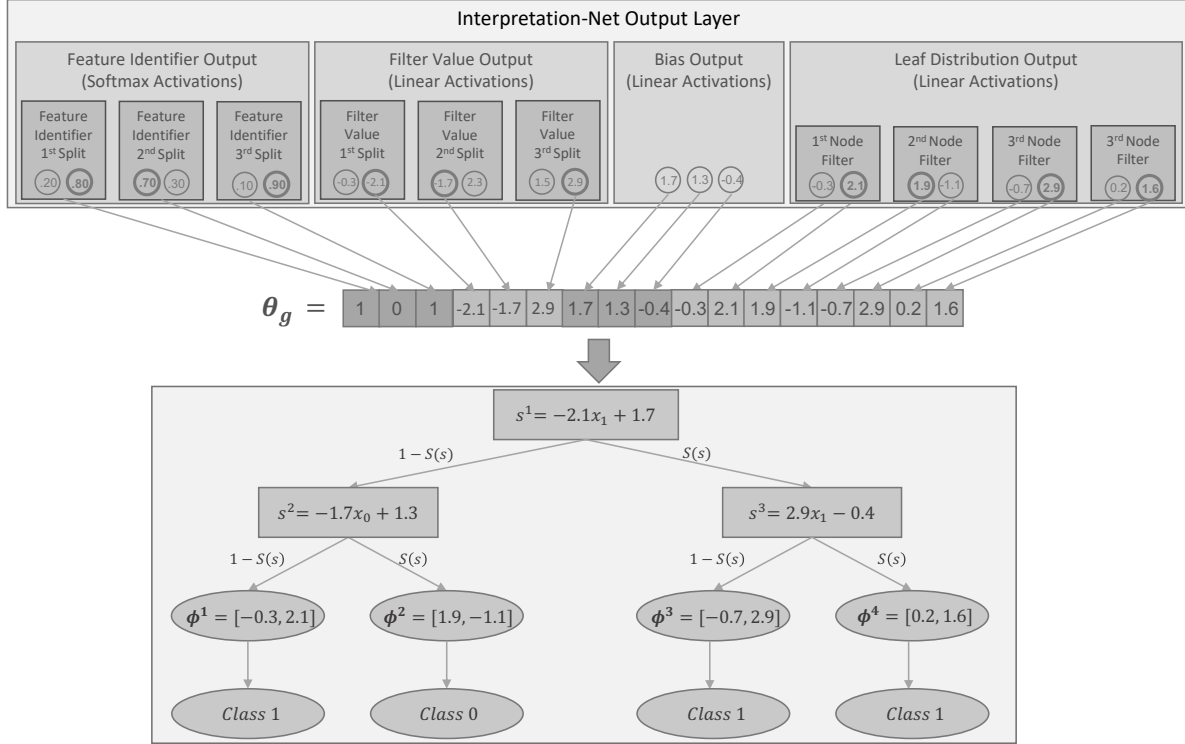 Interpretation-Net Output Layer
Feature Identifier Output
(Softmax Activations)
Feature
Identifier
1st Split
.20 .80
Feature
Identifier
2nd Split
.70 .30
Feature
Identifier
3rd Split
.10 .90
Filter Value Output
(Linear Activations)
Filter
Value
1st Split
-0.3 -2.1
Filter
Value
2nd Split
-1.7 2.3
Filter
Value
3rd Split
1.5 2.9
Bias Output
(Linear Activations)
1.7 1.3 -0.4
Leaf Distribution Output
(Linear Activations)
1st Node
Filter
-0.3 2.1
2nd Node
Filter
1.9 -1.1
3rd Node
Filter
-0.7 2.9
3rd Node
Filter
0.2 1.6
θg = 1 0 1 -2.1 -1.7 2.9 1.7 1.3 -0.4 -0.3 2.1 1.9 -1.1 -0.7 2.9 0.2 1.6
s¹= −2.1x₁ + 1.7
1 − S(s) S(s)
s²= −1.7x₀ + 1.3 s³= 2.9x₁ − 0.4
1 − S(s) S(s) 1 − S(s) S(s)
ϕ¹ = [−0.3, 2.1] ϕ² = [1.9, −1.1] ϕ³ = [−0.7, 2.9] ϕ⁴ = [0.2, 1.6]
Class 1 Class 0 Class 1 Class 1